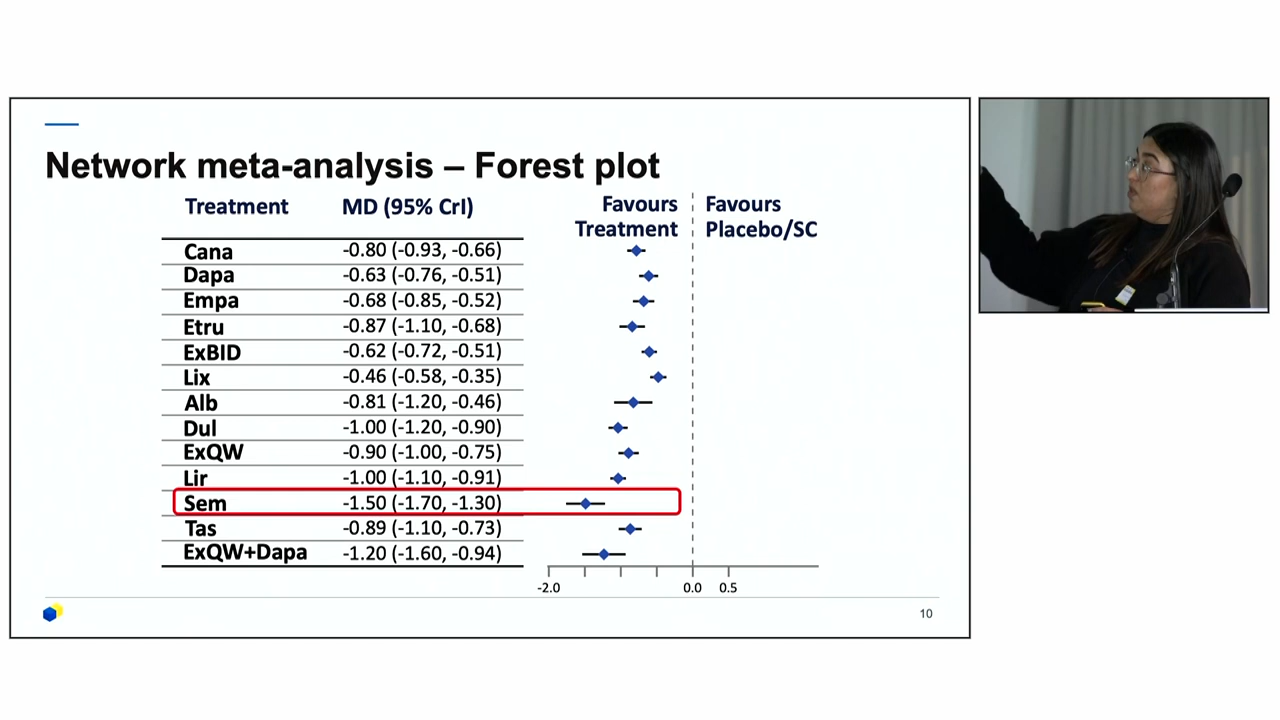 Network meta-analysis – Forest plot
Treatment MD (95% CrI) Favours Treatment Favours Placebo/SC
Cana -0.80 (-0.93, -0.66)
Dapa -0.63 (-0.76, -0.51)
Empa -0.68 (-0.85, -0.52)
Etru -0.87 (-1.10, -0.68)
ExBID -0.62 (-0.72, -0.51)
Lix -0.46 (-0.58, -0.35)
Alb -0.81 (-1.20, -0.46)
Dul -1.00 (-1.20, -0.90)
ExQW -0.90 (-1.00, -0.75)
Lir -1.00 (-1.10, -0.91)
Sem -1.50 (-1.70, -1.30)
Tas -0.89 (-1.10, -0.73)
ExQW+Dapa -1.20 (-1.60, -0.94)
-2.0 0.0 0.5
10